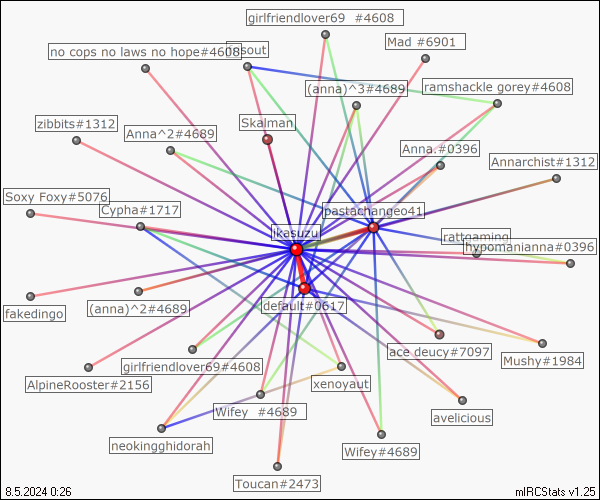 girlfriendlover69 #4608
Mad #6901
no cops no laws no hope#4608
(anna)^3#4689
ramshackle gorey#4608
zibbits#1312
Anna^2#4689
Skalman
Anna.#0396
Annarchist#1312
Soxy Foxy#5076
Cypha#1717
pastachangeo41
ikasuzu
hypomanianna#0396
default#0617
fakedingo
(anna)^2#4689
girlfriendlover69#4608
ace deucy#7097
Mushy#1984
AlpineRooster#2156
xenoyaut
Wifey #4689
avelicious
neokingghidorah
Wifey#4689
Toucan#2473
8.5.2024 0:26
mIRCStats v1.25